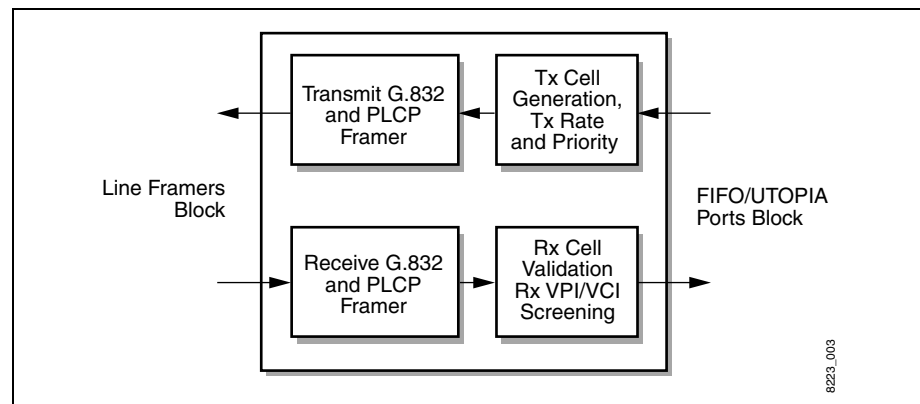 Transmit G.832
and PLCP
Framer
Tx Cell
Generation,
Tx Rate
and Priority
Line Framers
Block
FIFO/UTOPIA
Ports Block
Receive G.832
and PLCP
Framer
Rx Cell
Validation
Rx VPI/VCI
Screening
8223_003